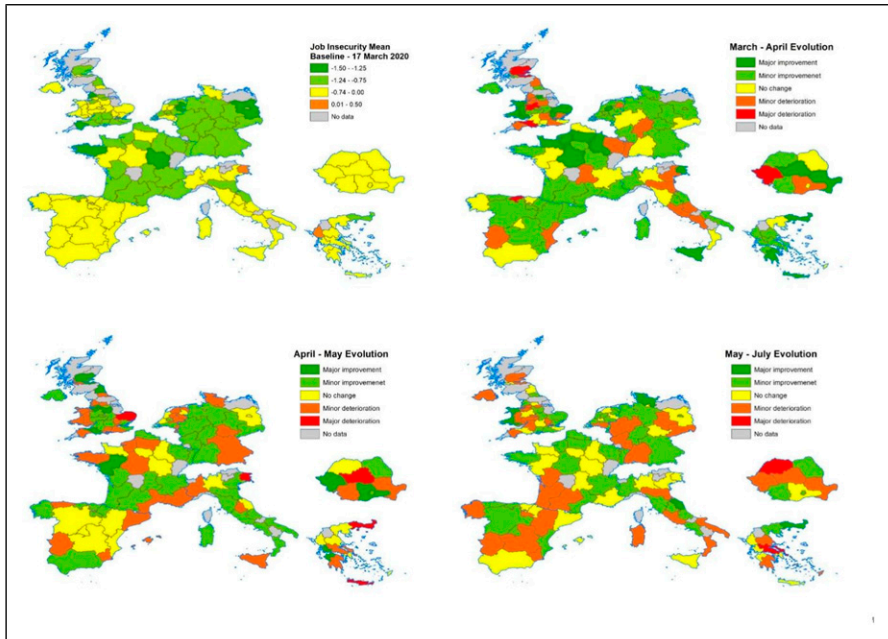 Job Insecurity Mean
Baseline - 17 March 2020
-1.50 - -1.25
-1.24 - -0.75
-0.74 - 0.00
0.01 - 0.50
No data
March - April Evolution
Major improvement
Minor improvemenet
No change
Minor deterioration
Major deterioration
No data
April - May Evolution
Major improvement
Minor improvemenet
No change
Minor deterioration
Major deterioration
No data
May - July Evolution
Major improvement
Minor improvemenet
No change
Minor deterioration
Major deterioration
No data
1